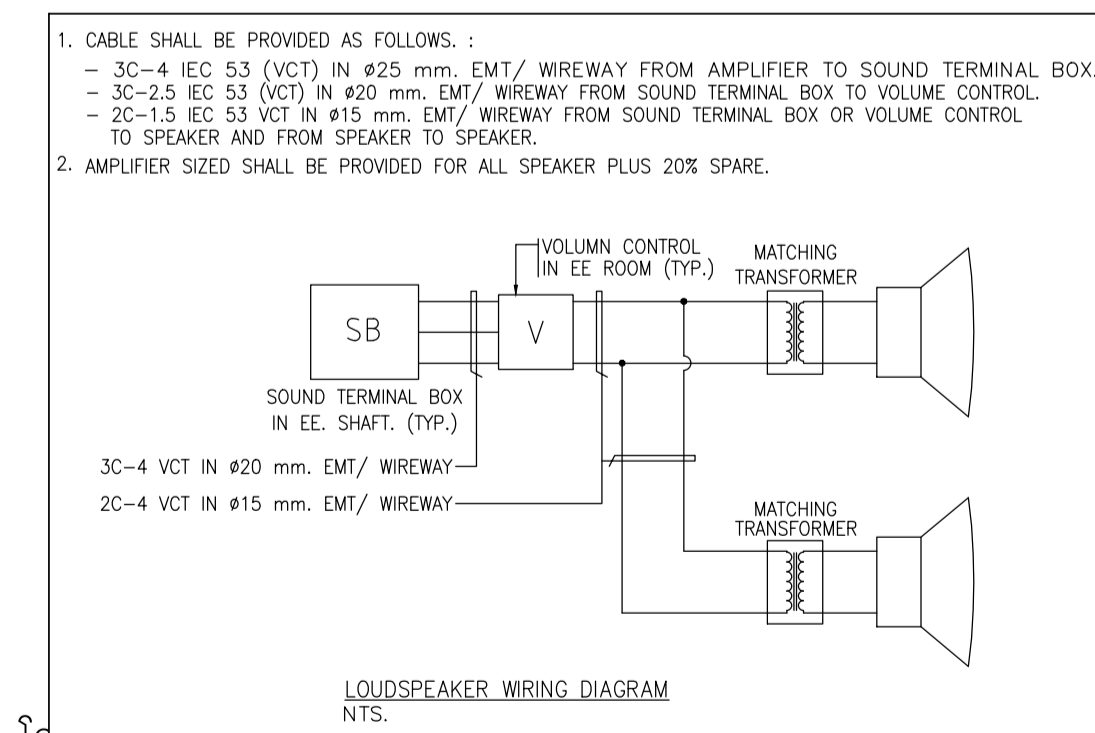 1. CABLE SHALL BE PROVIDED AS FOLLOWS. :
– 3C–4 IEC 53 (VCT) IN ø25 mm. EMT/ WIREWAY FROM AMPLIFIER TO SOUND TERMINAL BOX.
– 3C–2.5 IEC 53 (VCT) IN ø20 mm. EMT/ WIREWAY FROM SOUND TERMINAL BOX TO VOLUME CONTROL.
– 2C–1.5 IEC 53 VCT IN ø15 mm. EMT/ WIREWAY FROM SOUND TERMINAL BOX OR VOLUME CONTROL
TO SPEAKER AND FROM SPEAKER TO SPEAKER.
2. AMPLIFIER SIZED SHALL BE PROVIDED FOR ALL SPEAKER PLUS 20% SPARE.
VOLUMN CONTROL
IN EE ROOM (TYP.)
MATCHING
TRANSFORMER
SB
V
SOUND TERMINAL BOX
IN EE. SHAFT. (TYP.)
3C–4 VCT IN ø20 mm. EMT/ WIREWAY
2C–4 VCT IN ø15 mm. EMT/ WIREWAY
MATCHING
TRANSFORMER
LOUDSPEAKER WIRING DIAGRAM
NTS.